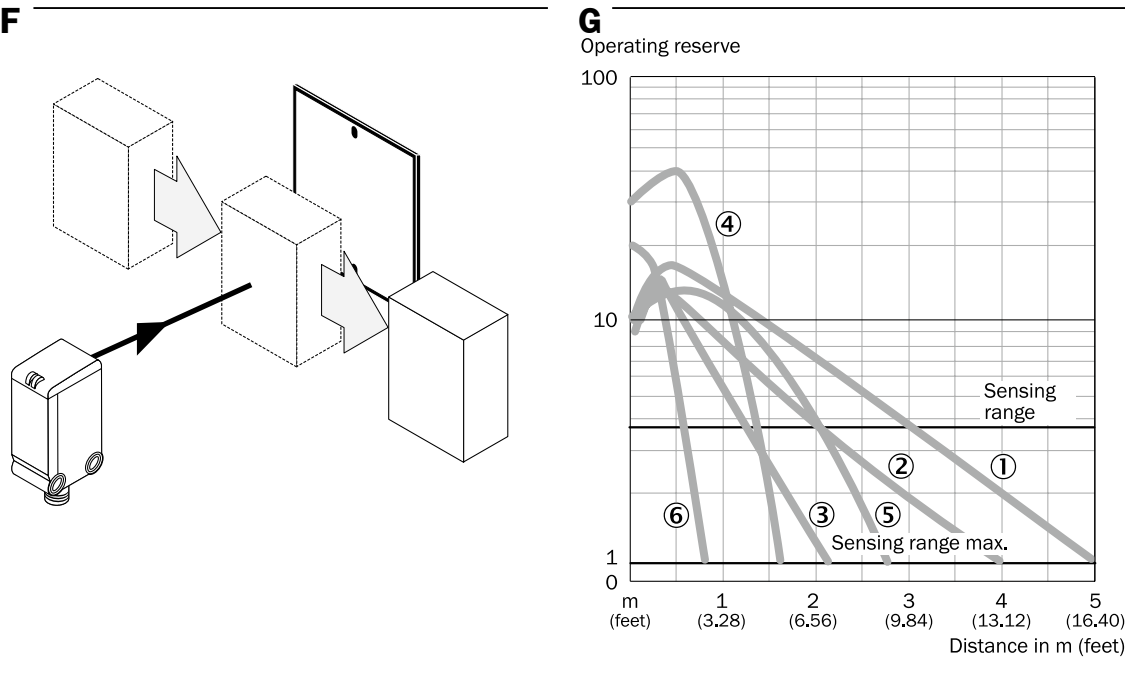 F
G
Operating reserve
100
10
④
Sensing
range
②
①
⑥
③
⑤
Sensing range max.
1
0
m 1 2 3 4 5
(feet) (3.28) (6.56) (9.84) (13.12) (16.40)
Distance in m (feet)